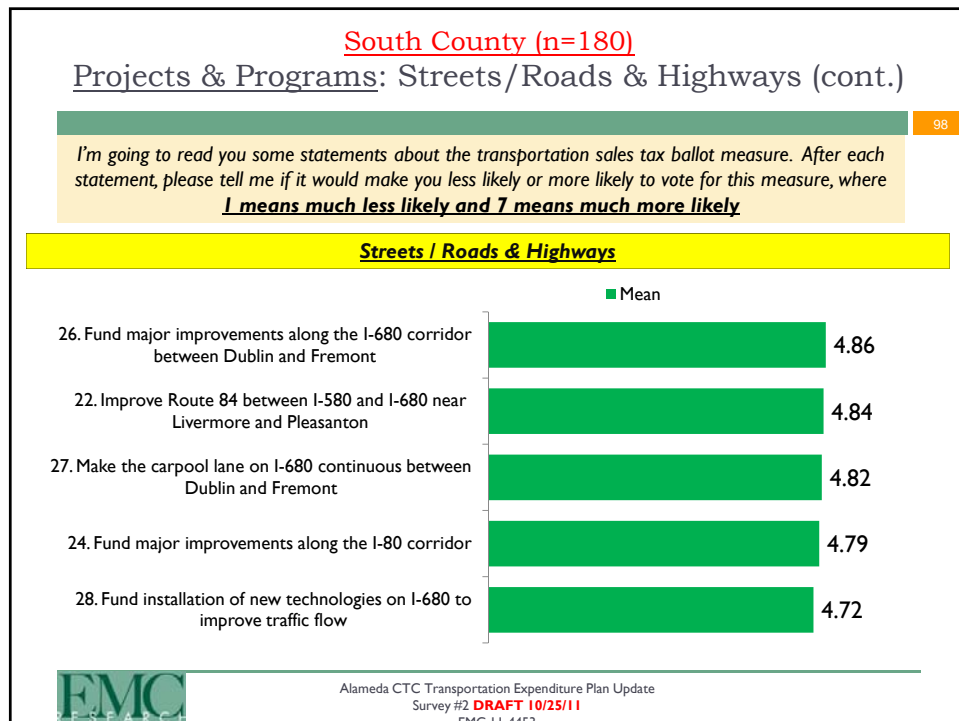 South County (n=180)
Projects & Programs: Streets/Roads & Highways (cont.)
98
I'm going to read you some statements about the transportation sales tax ballot measure. After each
statement, please tell me if it would make you less likely or more likely to vote for this measure, where
1 means much less likely and 7 means much more likely
Streets / Roads & Highways
Mean
26. Fund major improvements along the I-680 corridor
between Dublin and Fremont
4.86
22. Improve Route 84 between I-580 and I-680 near
Livermore and Pleasanton
4.84
27. Make the carpool lane on I-680 continuous between
Dublin and Fremont
4.82
24. Fund major improvements along the I-80 corridor
4.79
28. Fund installation of new technologies on I-680 to
improve traffic flow
4.72
EMC
RESEARCH
Alameda CTC Transportation Expenditure Plan Update
Survey #2 DRAFT 10/25/11
EMC 11-4452